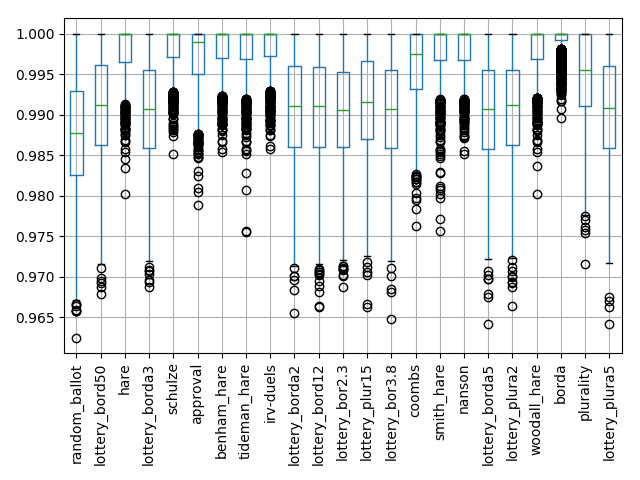 1.000
0.995
0.990
0.985
0.980
0.975
0.970
0.965
random_ballot
lottery_bord50
hare
lottery_borda3
schulze
approval
benham_hare
tideman_hare
irv-duels
lottery_borda2
lottery_bord12
lottery_bor2.3
lottery_plur15
lottery_bor3.8
coombs
smith_hare
nanson
lottery_borda5
lottery_plura2
woodall_hare
borda
plurality
lottery_plura5